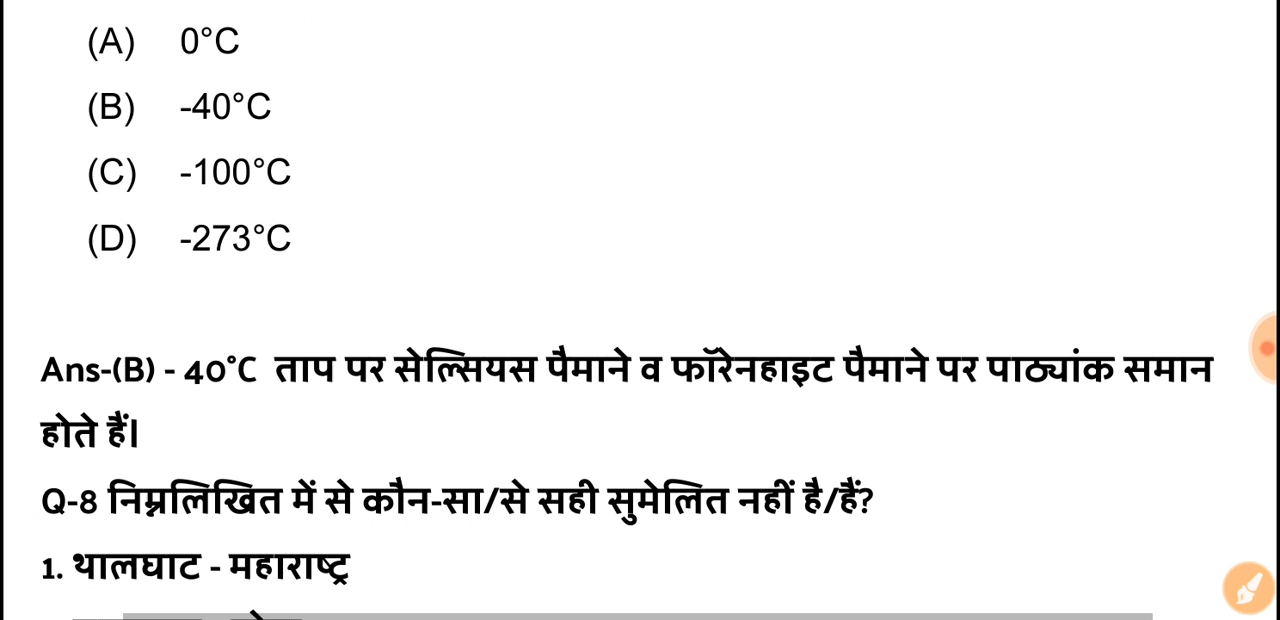 (A) 0°C
(B) -40°C
(C) -100°C
(D) -273°C
Ans-(B) - 40°C ताप पर सेल्सियस पैमाने व फॉरेनहाइट पैमाने पर पाठ्यांक समान
होते हैं।
Q-8 निम्नलिखित में से कौन-सा/से सही सुमेलित नहीं है/हैं?
1. थालघाट - महाराष्ट्र